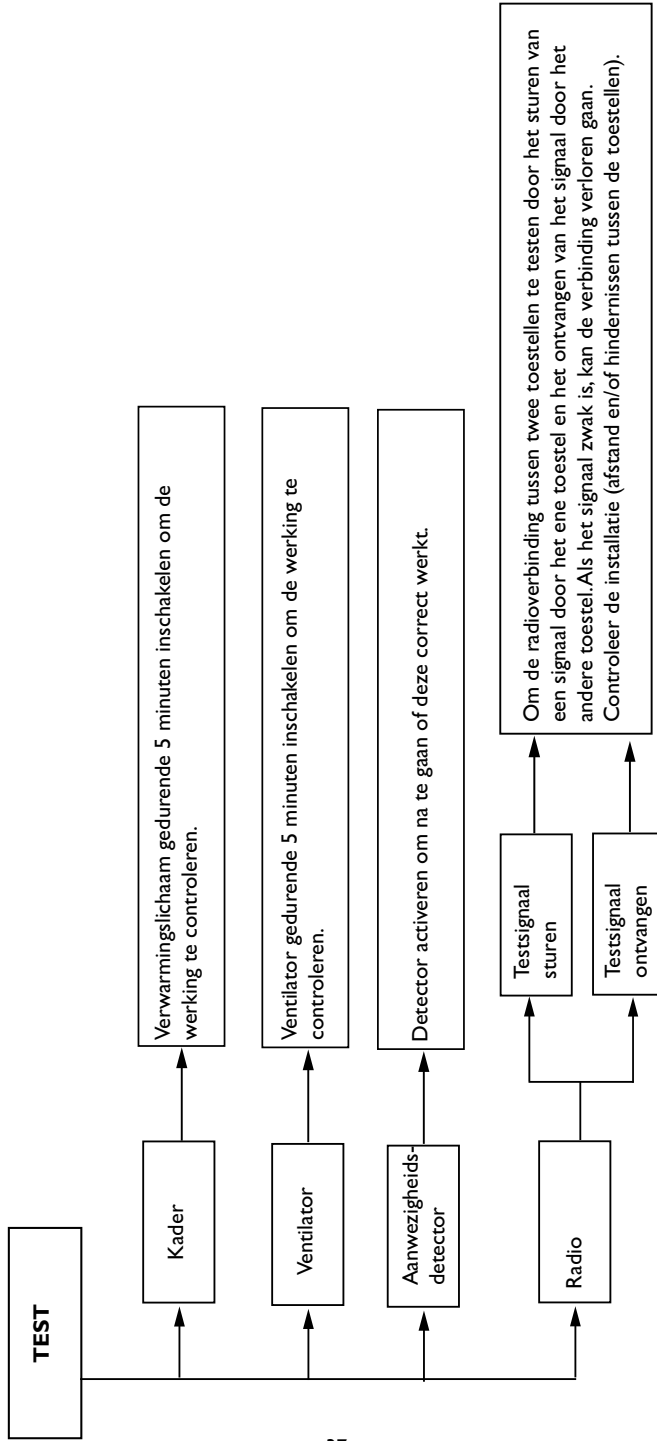 TEST
Kader
Verwarmingslichaam gedurende 5 minuten inschakelen om de
werking te controleren.
Ventilator
Ventilator gedurende 5 minuten inschakelen om de werking te
controleren.
Aanwezigheids-
detector
Detector activeren om na te gaan of deze correct werkt.
Radio
Testsignaal
sturen
Testsignaal
ontvangen
Om de radioverbinding tussen twee toestellen te testen door het sturen van
een signaal door het ene toestel en het ontvangen van het signaal door het
andere toestel.Als het signaal zwak is, kan de verbinding verloren gaan.
Controleer de installatie (afstand en/of hindernissen tussen de toestellen).